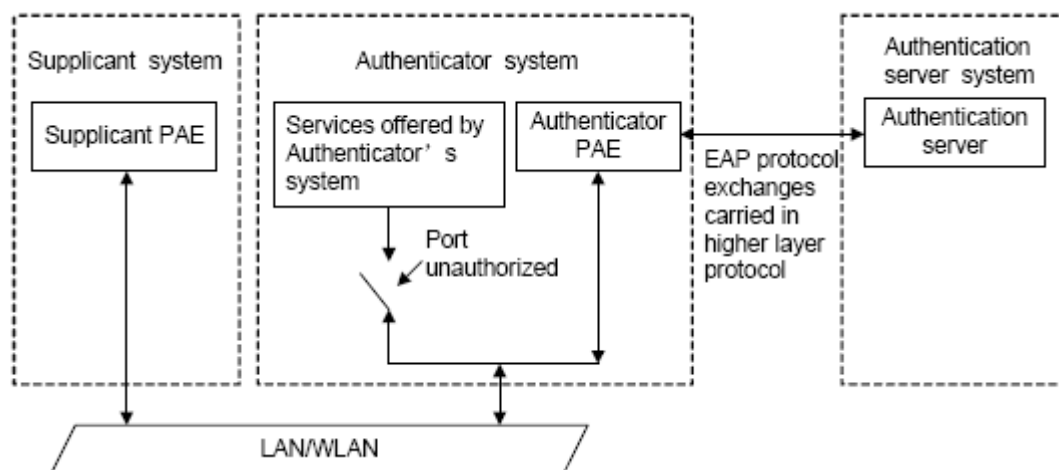 Supplicant system
Supplicant PAE
Authenticator system
Services offered by
Authenticator's
system
Authenticator
PAE
Port
unauthorized
EAP protocol
exchanges
carried in
higher layer
protocol
Authentication
server system
Authentication
server
LAN/WLAN